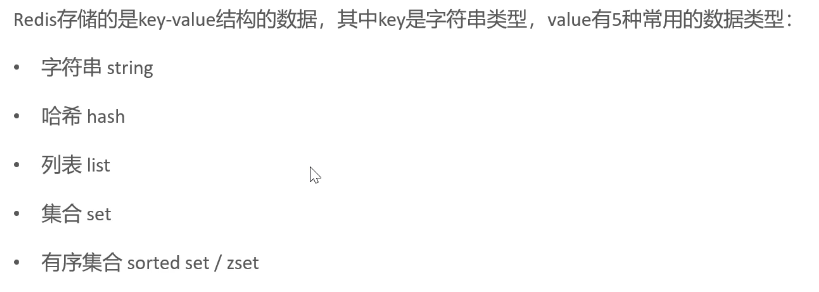 Redis存储的是key-value结构的数据，其中key是字符串类型，value有5种常用的数据类型：
• 字符串 string
• 哈希 hash
• 列表 list
• 集合 set
• 有序集合 sorted set / zset